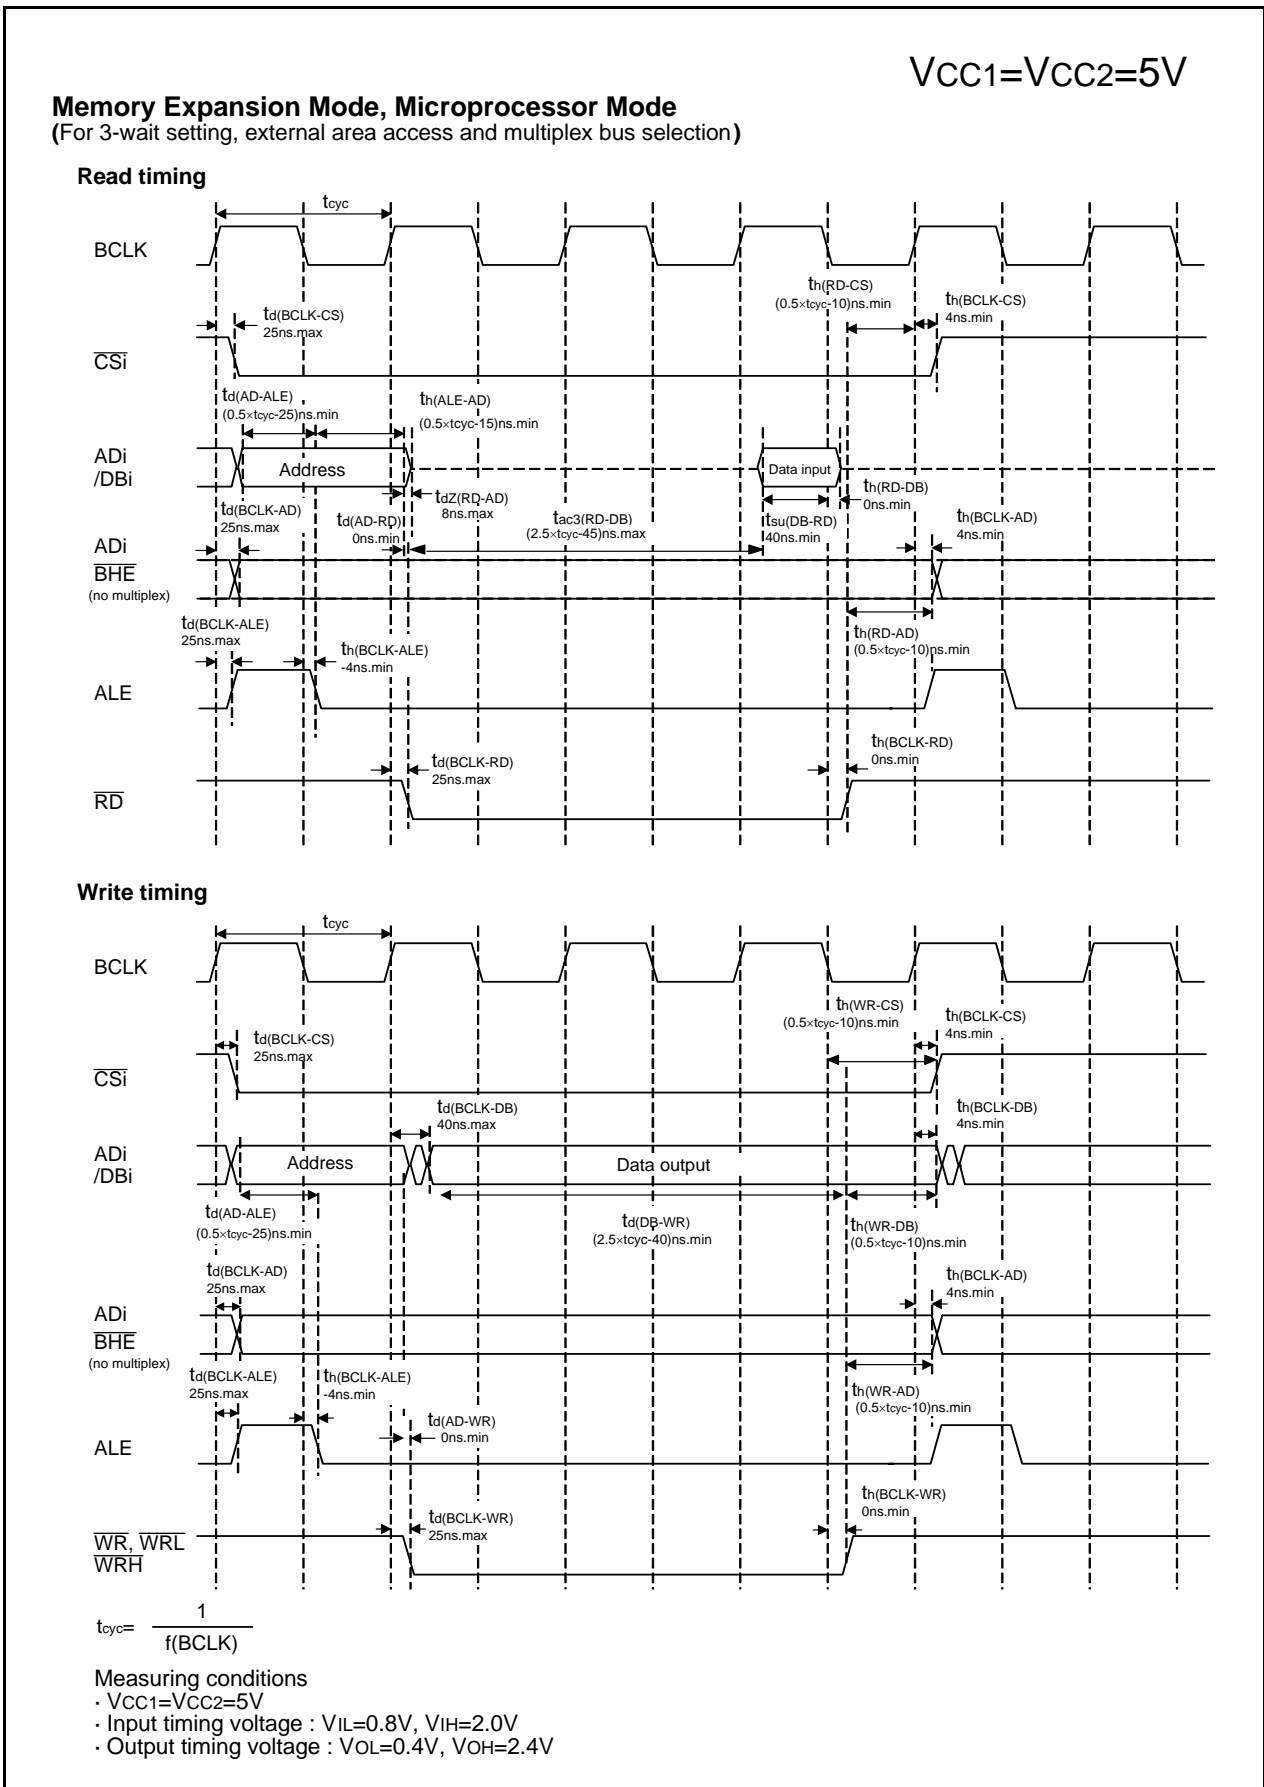 VCC1=VCC2=5V
Memory Expansion Mode, Microprocessor Mode
(For 3-wait setting, external area access and multiplex bus selection)
Read timing
tcyc
BCLK
th(RD-CS)
(0.5×tcyc-10)ns.min
th(BCLK-CS)
4ns.min
td(BCLK-CS)
25ns.max
CSi
td(AD-ALE)
(0.5×tcyc-25)ns.min
th(ALE-AD)
(0.5×tcyc-15)ns.min
ADi
/DBi
Address
Data input
td(BCLK-AD)
25ns.max
td(AD-RD)
0ns.min
tdZ(RD-AD)
8ns.max
tac3(RD-DB)
(2.5×tcyc-45)ns.max
tsu(DB-RD)
40ns.min
th(RD-DB)
0ns.min
th(BCLK-AD)
4ns.min
ADi
BHE
(no multiplex)
td(BCLK-ALE)
25ns.max
th(BCLK-ALE)
-4ns.min
th(RD-AD)
(0.5×tcyc-10)ns.min
ALE
td(BCLK-RD)
25ns.max
th(BCLK-RD)
0ns.min
RD
Write timing
tcyc
BCLK
th(WR-CS)
(0.5×tcyc-10)ns.min
th(BCLK-CS)
4ns.min
td(BCLK-CS)
25ns.max
CSi
td(BCLK-DB)
40ns.max
th(BCLK-DB)
4ns.min
ADi
/DBi
Address
Data output
td(AD-ALE)
(0.5×tcyc-25)ns.min
td(DB-WR)
(2.5×tcyc-40)ns.min
th(WR-DB)
(0.5×tcyc-10)ns.min
td(BCLK-AD)
25ns.max
th(BCLK-AD)
4ns.min
ADi
BHE
(no multiplex)
td(BCLK-ALE)
25ns.max
th(BCLK-ALE)
-4ns.min
td(AD-WR)
0ns.min
th(WR-AD)
(0.5×tcyc-10)ns.min
ALE
td(BCLK-WR)
25ns.max
th(BCLK-WR)
0ns.min
WR, WRL
WRH
tcyc=
1
f(BCLK)
Measuring conditions
· VCC1=VCC2=5V
· Input timing voltage : VIL=0.8V, VIH=2.0V
· Output timing voltage : VOL=0.4V, VOH=2.4V